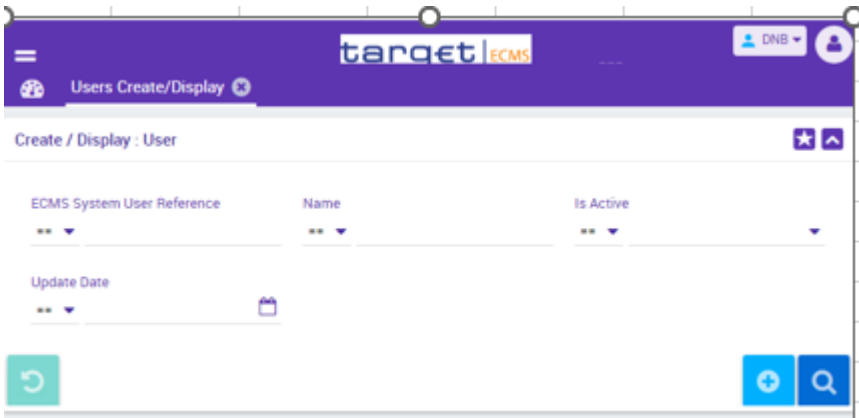 target|ECMS
DNB
Users Create/Display
Create / Display : User
ECMS System User Reference
Name
Is Active
==
==
==
Update Date
==